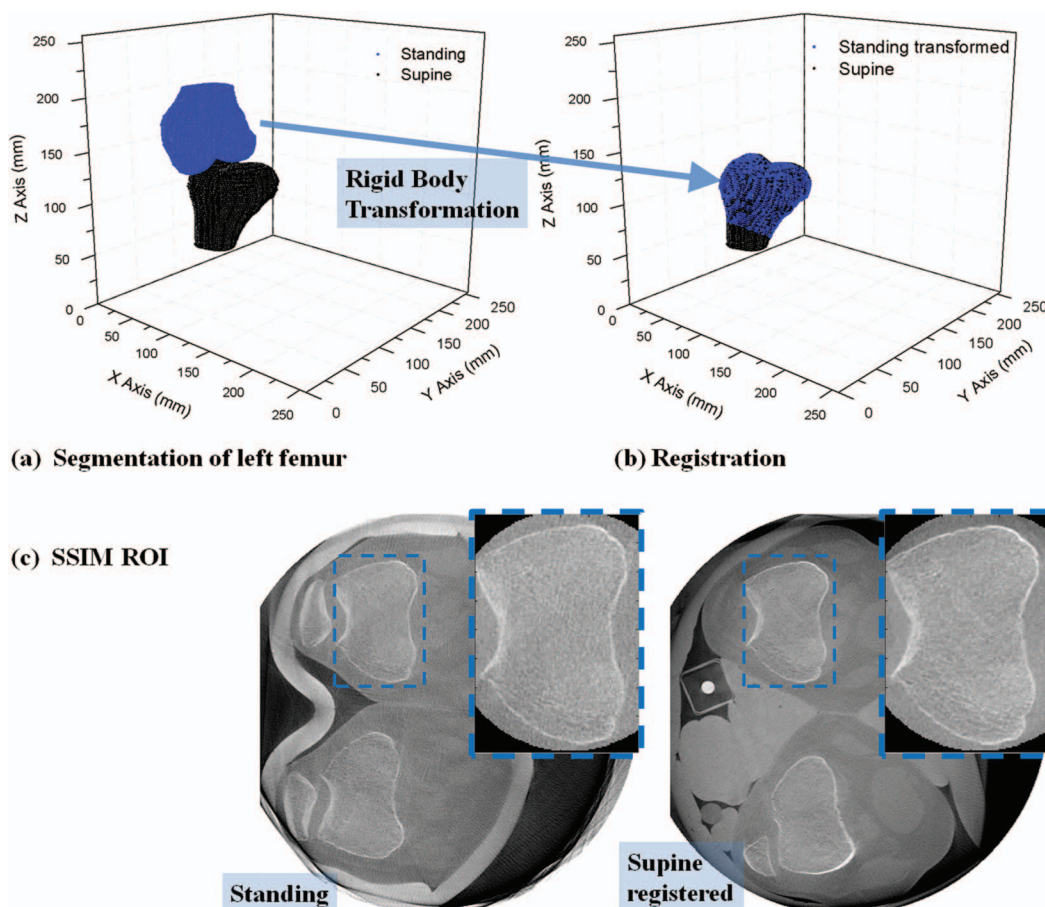 250
200
150
100
50
0
Z Axis (mm)
Standing
Supine
0
50
100
150
200
250
X Axis (mm)
0
50
100
150
200
250
Y Axis (mm)
Rigid Body
Transformation
250
200
150
100
50
0
Z Axis (mm)
Standing transformed
Supine
0
50
100
150
200
250
X Axis (mm)
0
50
100
150
200
250
Y Axis (mm)
(a) Segmentation of left femur
(b) Registration
(c) SSIM ROI
Standing
Supine
registered